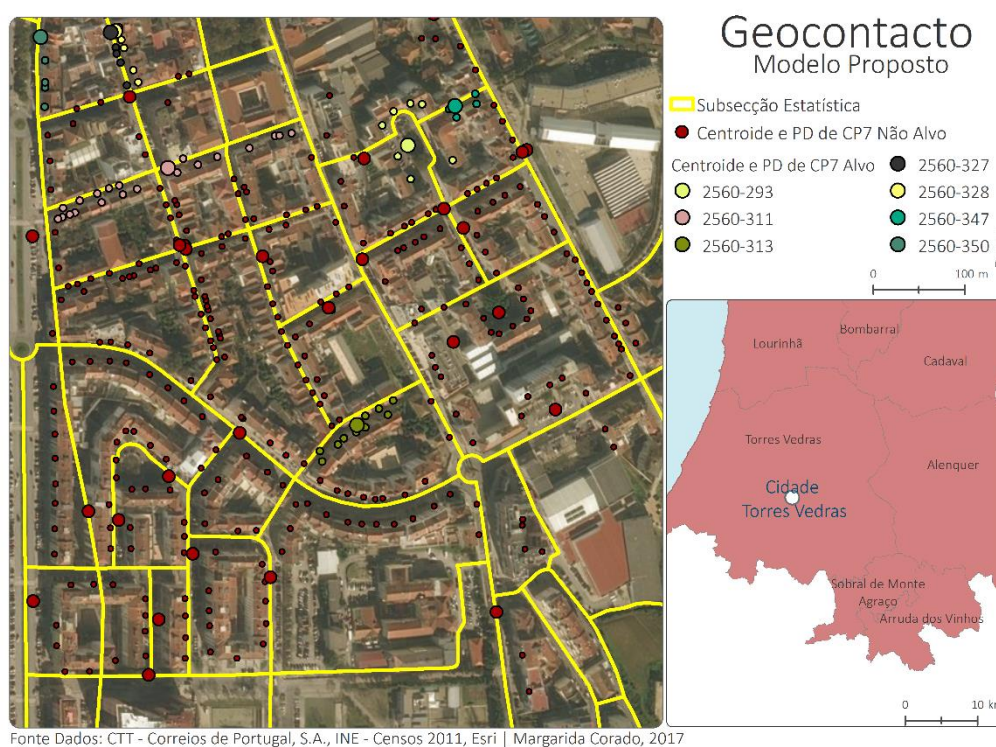 Geocontacto
Modelo Proposto
Subsecção Estatística
Centroide e PD de CP7 Não Alvo
Centroide e PD de CP7 Alvo
2560-293
2560-311
2560-313
2560-327
2560-328
2560-347
2560-350
0 100 m
Bombarral
Lourinhã
Cadaval
Torres Vedras
Alenquer
Cidade
Torres Vedras
Sobral de Monte
Agraço
Arruda dos Vinhos
0 10 km
Fonte Dados: CTT - Correios de Portugal, S.A., INE - Censos 2011, Esri | Margarida Corado, 2017